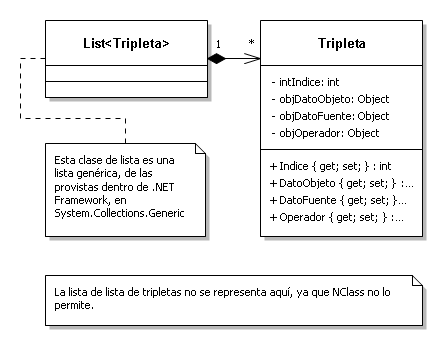 List<Tripleta>
1
*
Tripleta
- intIndice: int
- objDatoObjeto: Object
- objDatoFuente: Object
- objOperador: Object
+ Indice { get; set; } : int
+ DatoObjeto { get; set; } :...
+ DatoFuente { get; set; }...
+ Operador { get; set; } :...
Esta clase de lista es una
lista genérica, de las
provistas dentro de .NET
Framework, en
System.Collections.Generic
La lista de lista de tripletas no se representa aquí, ya que NClass no lo
permite.